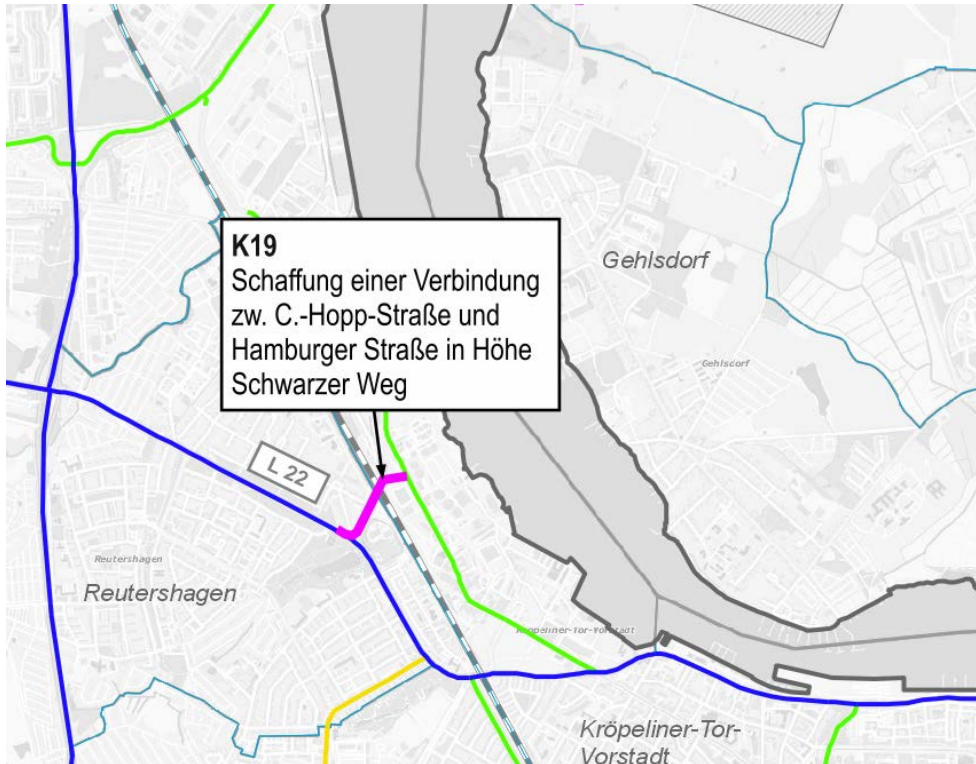 K19
Schaffung einer Verbindung
zw. C.-Hopp-Straße und
Hamburger Straße in Höhe
Schwarzer Weg
Gehlsdorf
Gehlsdorf
L 22
Reutershagen
Reutershagen
Kröpeliner-Tor-Vorstadt
Kröpeliner-Tor-
Vorstadt